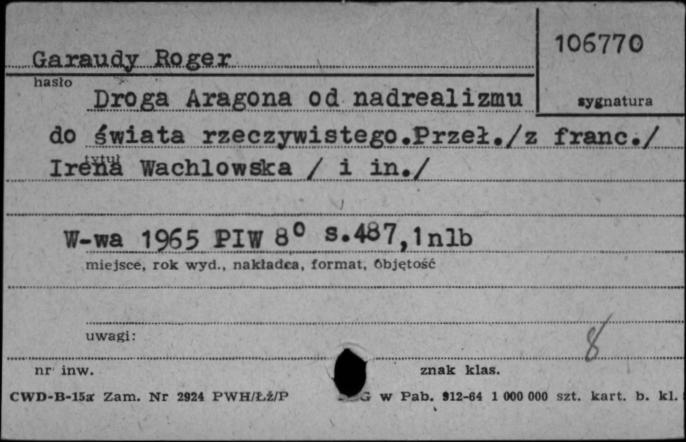 Garaudy Roger
106770
hasło
Droga Aragona od nadrealizmu
sygnatura
do świata rzeczywistego.Przeł./z franc./
tytuł
Irena Wachlowska / i in./
W-wa 1965 PIW 8° s.487,1nlb
miejsce, rok wyd., nakładca, format, objętość
uwagi:
8
nr inw.
znak klas.
CWD-B-15a Zam. Nr 2924 PWH/Łż/P
G w Pab. 912-64 1 000 000 szt. kart. b. kl.